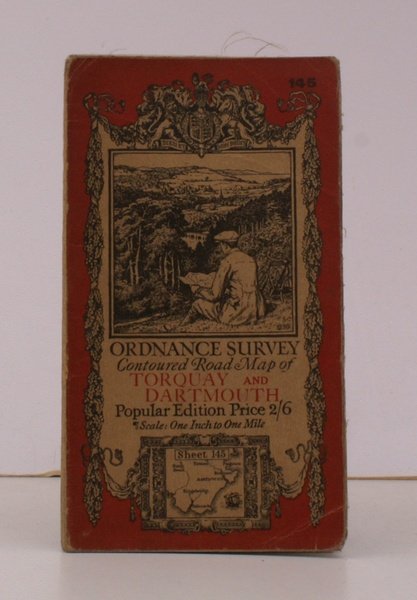 145
ORDNANCE SURVEY
Contoured Road Map of
TORQUAY AND
DARTMOUTH
Popular Edition Price 2/6
Scale: One Inch to One Mile
Sheet 145